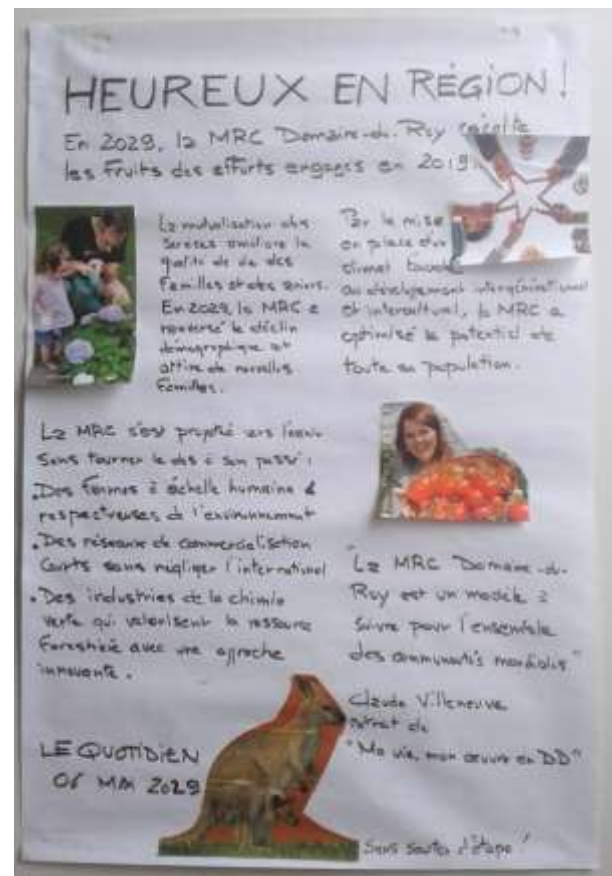 HEUREUX EN RÉGION !
En 2029, la MRC Domaine-du-Roy récolte
les fruits des efforts engagés en 2019.
La mutualisation des
services améliore la
qualité de vie des
familles et des aînés.
En 2029, la MRC a
renversé le déclin
démographique et
attire de nouvelles
familles.
Par la mise
en place d'un
climat
au développement intergénérationnel
et interculturel, la MRC a
optimisé le potentiel de
toute sa population.
La MRC s'est projeté vers l'avenir
sans tourner le dos à son passé :
. Des fermes à échelle humaine &
respectueuses de l'environnement
. Des réseaux de commercialisation
courts sans négliger l'international
. Des industries de la chimie
verte qui valorisent la ressource
forestière avec une approche
innovante.
"La MRC Domaine-du-
Roy est un modèle à
suivre pour l'ensemble
des communautés mondiales"
Claude Villeneuve
extrait de
"Ma vie, mon œuvre en DD"
LE QUOTIDIEN
06 MAI 2029
Sans sauter d'étape !